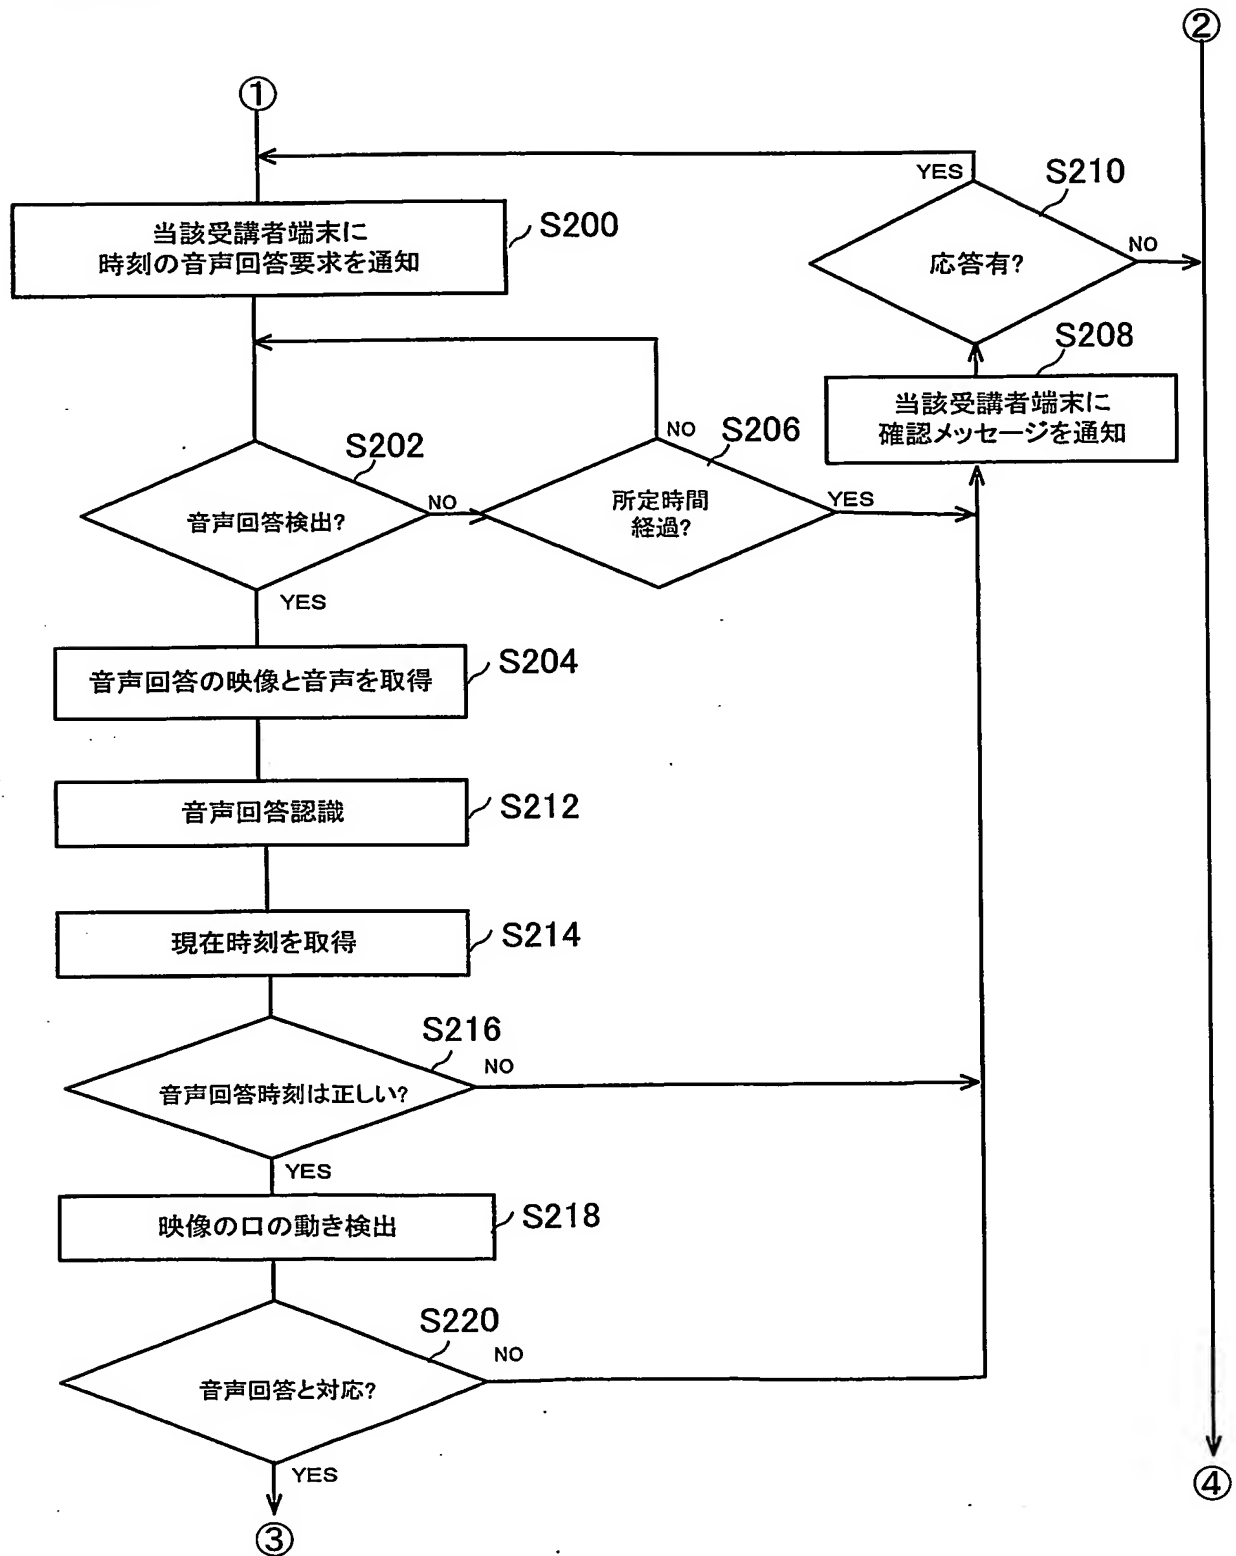 ②
①
YES
S210
応答有?
NO
当該受講者端末に
時刻の音声回答要求を通知
S200
S208
当該受講者端末に
確認メッセージを通知
S202
音声回答検出?
NO
YES
NO
S206
所定時間
経過?
YES
音声回答の映像と音声を取得
S204
音声回答認識
S212
現在時刻を取得
S214
S216
音声回答時刻は正しい?
NO
YES
映像の口の動き検出
S218
S220
音声回答と対応?
NO
YES
③
④